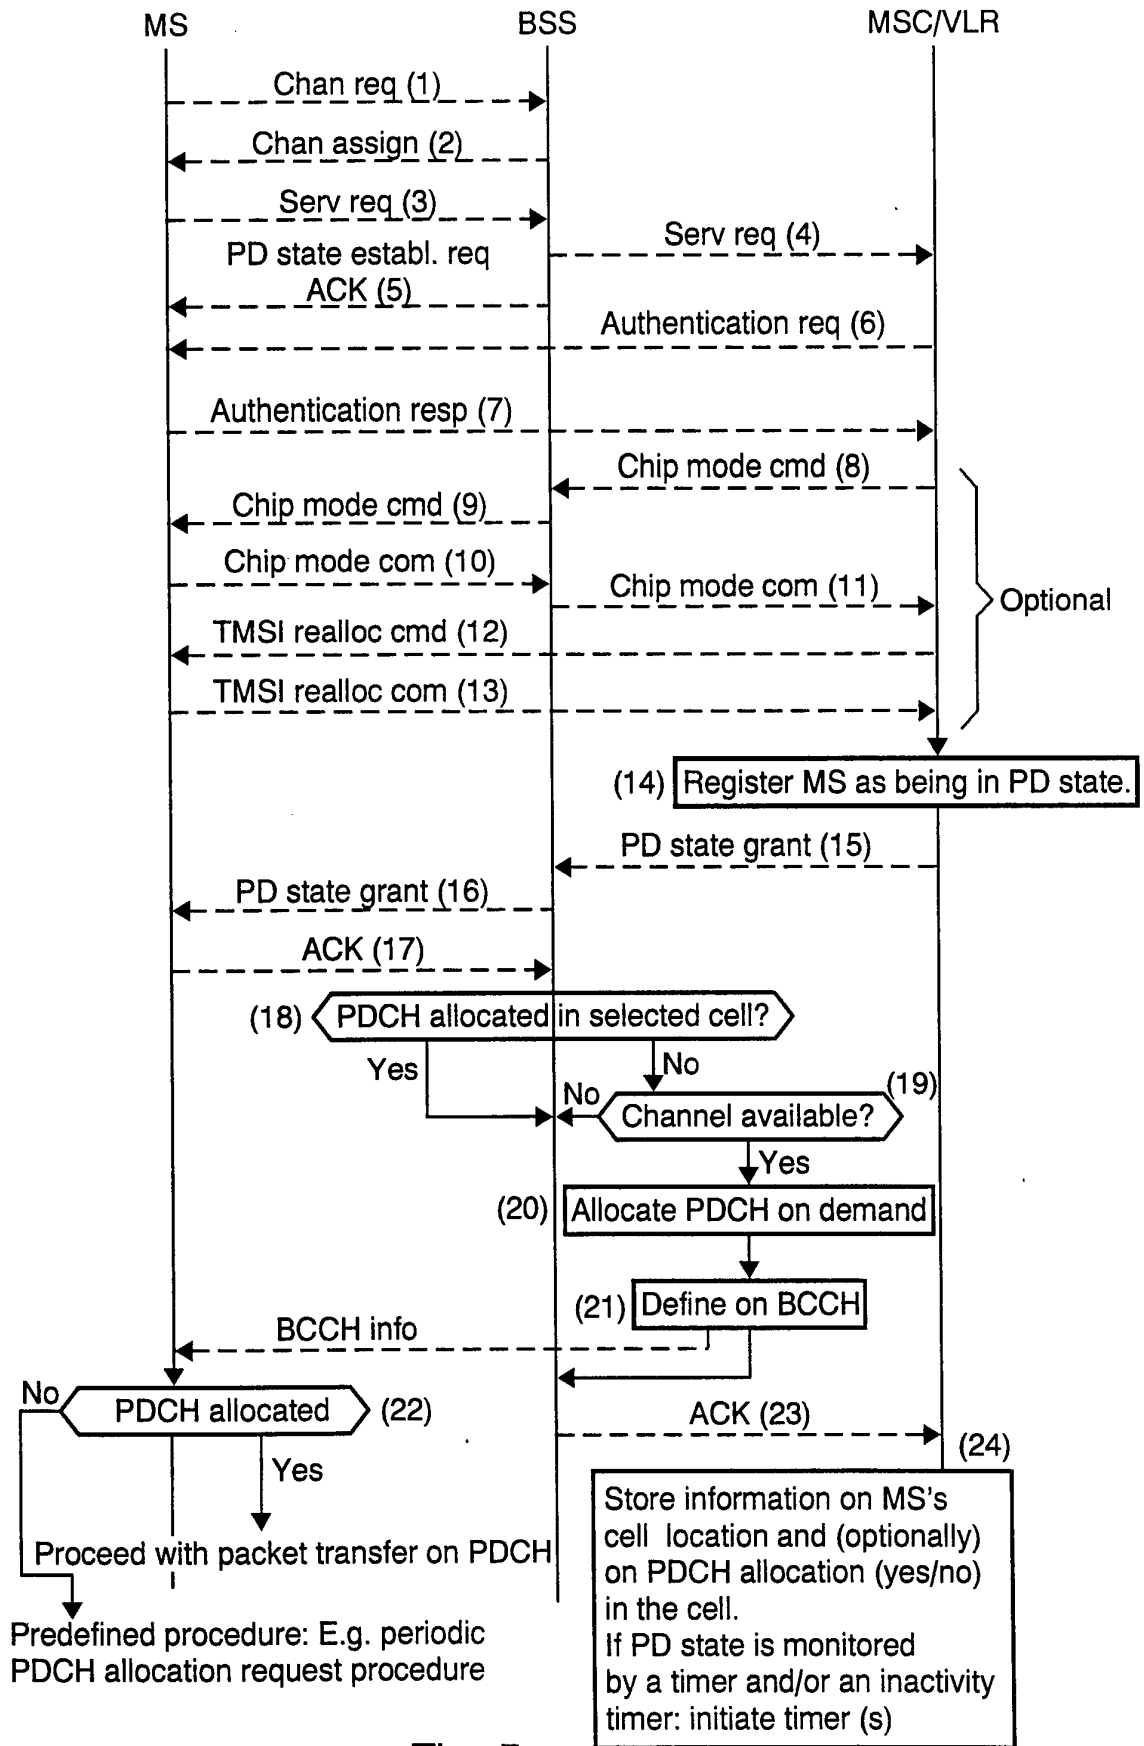 MS
BSS
MSC/VLR
Chan req (1)
Chan assign (2)
Serv req (3)
Serv req (4)
PD state establ. req
ACK (5)
Authentication req (6)
Authentication resp (7)
Chip mode cmd (8)
Chip mode cmd (9)
Chip mode com (10)
Chip mode com (11)
Optional
TMSI realloc cmd (12)
TMSI realloc com (13)
(14) Register MS as being in PD state.
PD state grant (15)
PD state grant (16)
ACK (17)
(18) PDCH allocated in selected cell?
Yes
No
(19)
No
Channel available?
Yes
(20) Allocate PDCH on demand
(21) Define on BCCH
BCCH info
No
PDCH allocated (22)
ACK (23)
(24)
Yes
Store information on MS's
cell location and (optionally)
on PDCH allocation (yes/no)
in the cell.
If PD state is monitored
by a timer and/or an inactivity
timer: initiate timer (s)
Proceed with packet transfer on PDCH
Predefined procedure: E.g. periodic
PDCH allocation request procedure